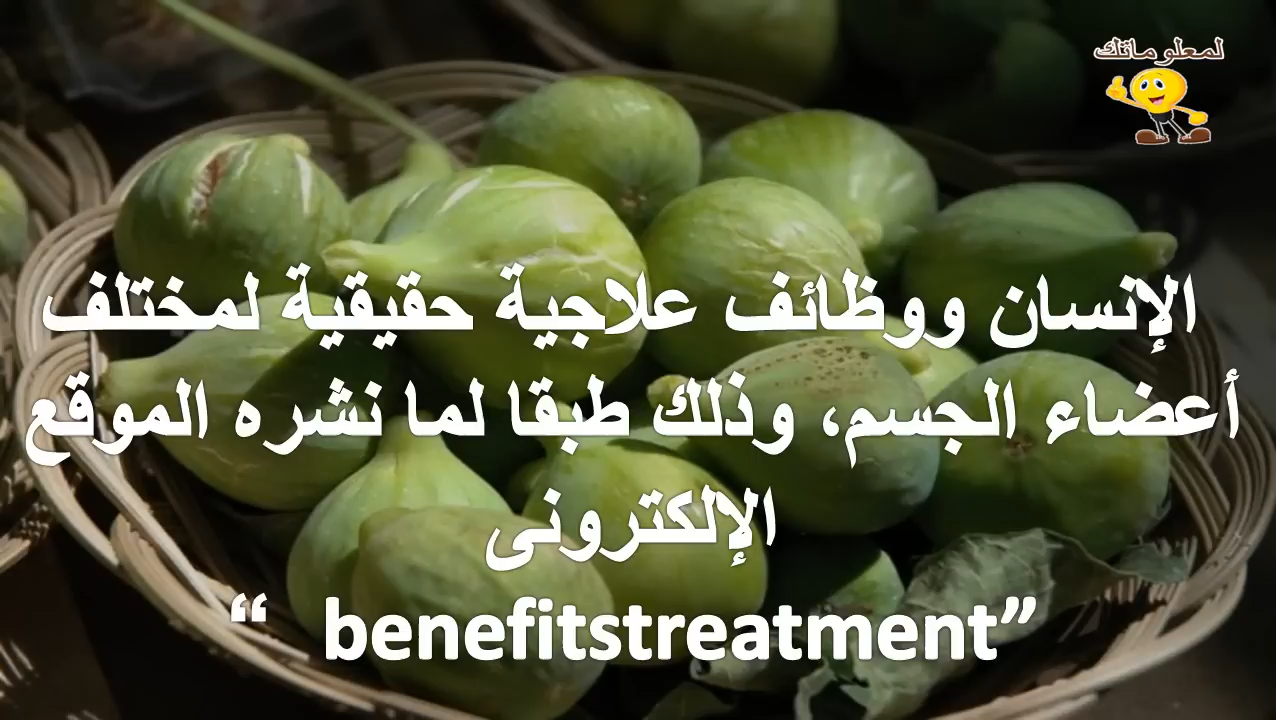 لمعلوماتك
الإنسان ووظائف علاجية حقيقية لمختلف
أعضاء الجسم، وذلك طبقا لما نشره الموقع
الإلكترونى
“ benefitstreatment”